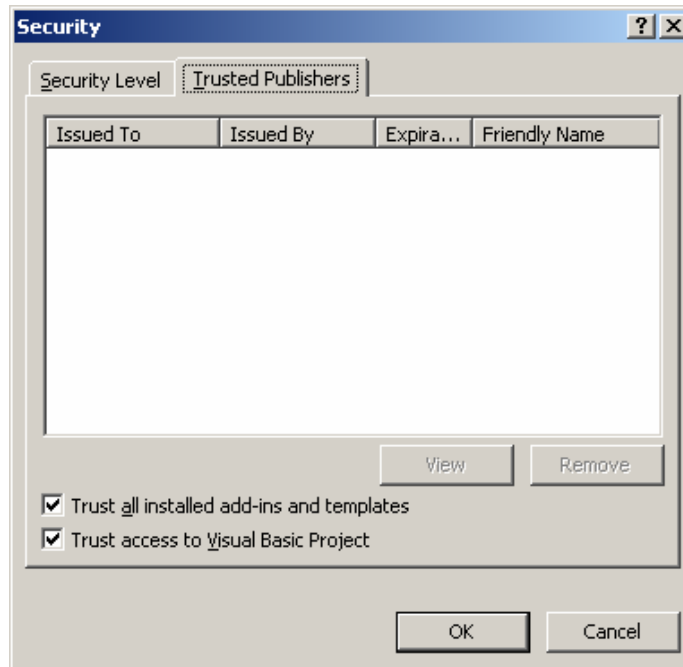 Security
Security Level Trusted Publishers
Issued To Issued By Expira... Friendly Name
View Remove
Trust all installed add-ins and templates
Trust access to Visual Basic Project
OK Cancel